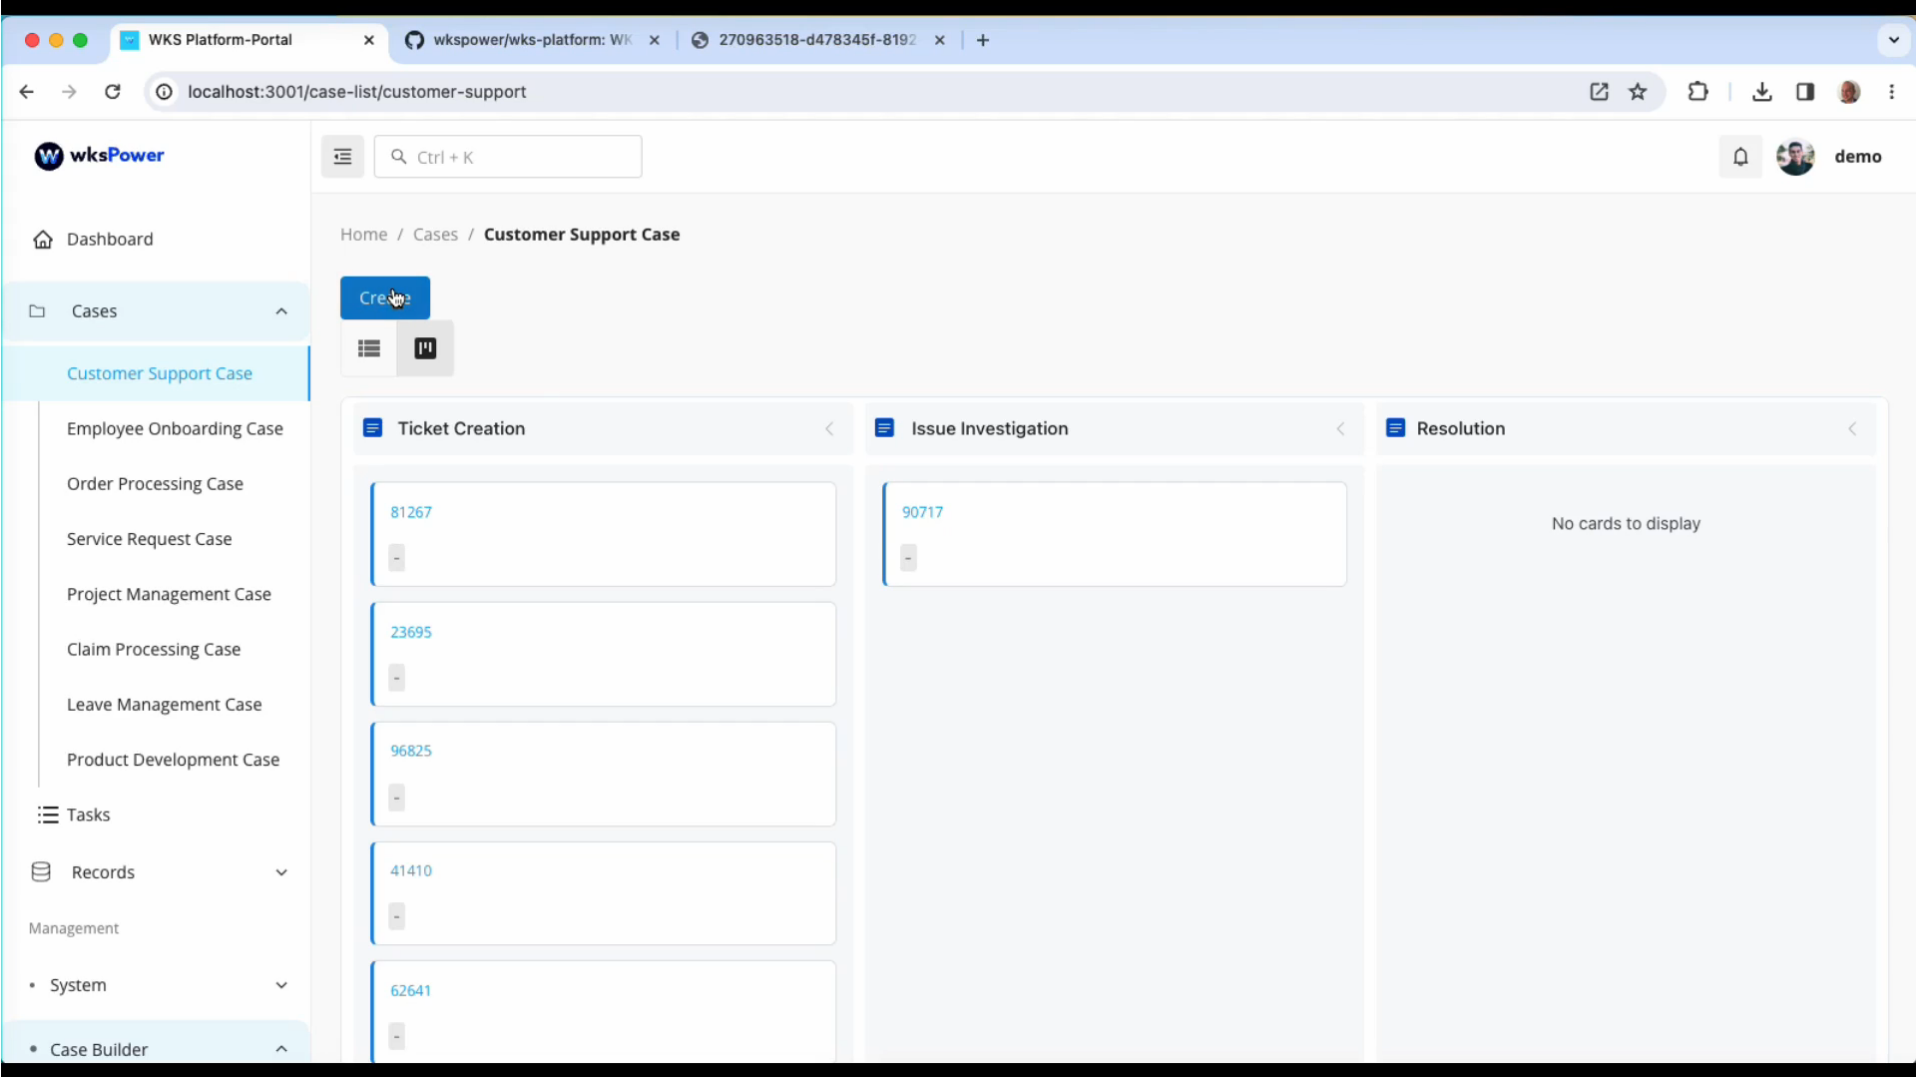 WKS Platform-Portal
wkspower/wks-platform: WK
270963518-d478345f-8192
localhost:3001/case-list/customer-support
wksPower
Ctrl + K
demo
Home / Cases / Customer Support Case
Dashboard
Create
Cases
Customer Support Case
Employee Onboarding Case
Order Processing Case
Service Request Case
Project Management Case
Claim Processing Case
Leave Management Case
Product Development Case
Tasks
Records
Management
System
Case Builder
Ticket Creation
81267
-
23695
-
96825
-
41410
-
62641
-
Issue Investigation
90717
-
Resolution
No cards to display